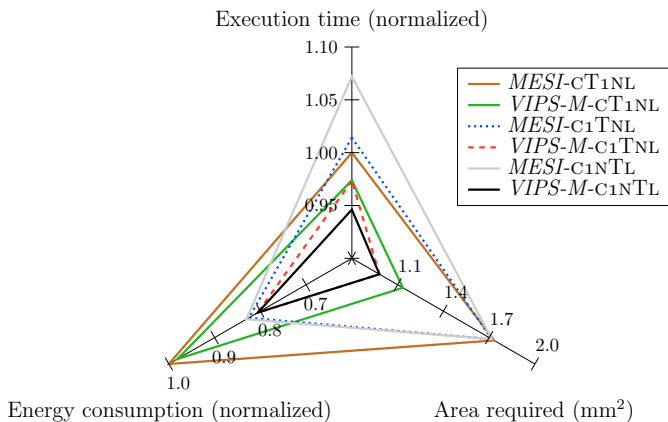 Execution time (normalized)
1.10
1.05
1.00
0.95
MESI-cT1NL
VIPS-M-cT1NL
MESI-c1TNL
VIPS-M-c1TNL
MESI-c1NTL
VIPS-M-c1NTL
1.1
1.4
1.7
2.0
0.7
0.8
0.9
1.0
Energy consumption (normalized)
Area required (mm²)